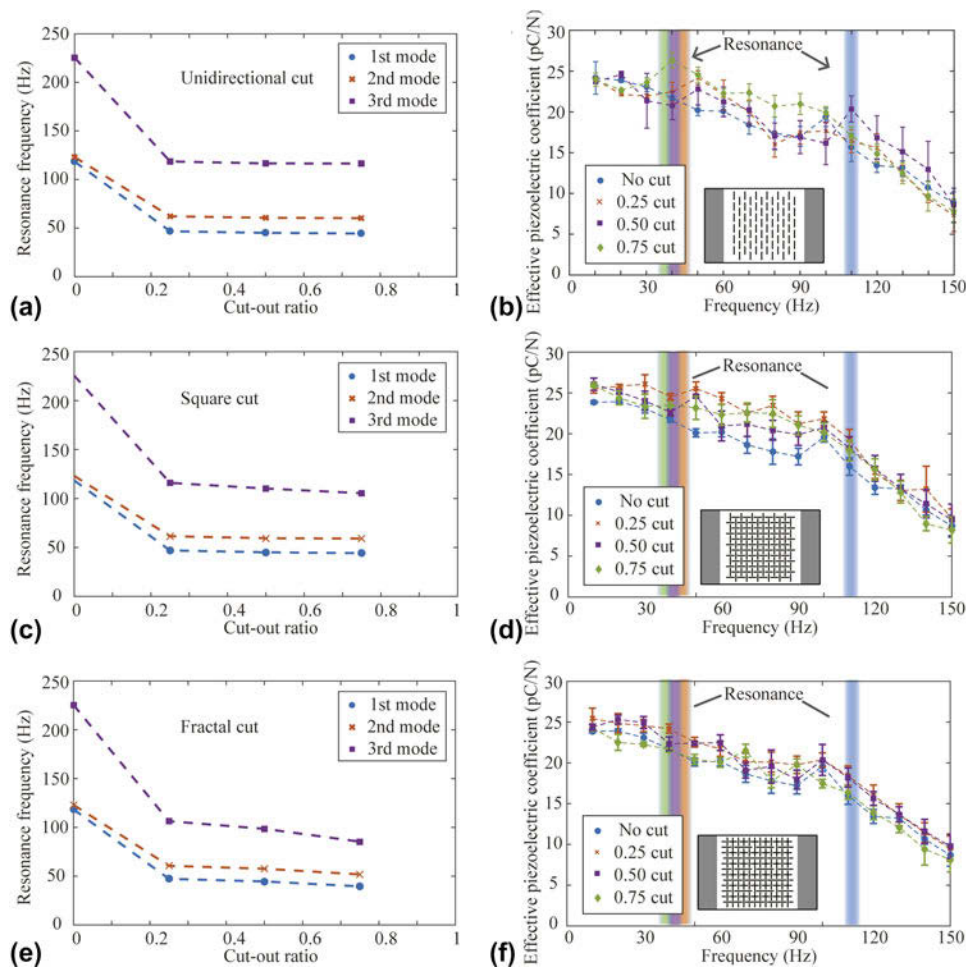 250
200
150
100
50
0
Resonance frequency (Hz)
Unidirectional cut
1st mode
2nd mode
3rd mode
0 0.2 0.4 0.6 0.8 1
Cut-out ratio
(a)
30
25
20
15
10
5
0
Effective piezoelectric coefficient (pC/N)
Resonance
No cut
0.25 cut
0.50 cut
0.75 cut
0 30 60 90 120 150
Frequency (Hz)
(b)
250
200
150
100
50
0
Resonance frequency (Hz)
Square cut
1st mode
2nd mode
3rd mode
0 0.2 0.4 0.6 0.8 1
Cut-out ratio
(c)
30
25
20
15
10
5
0
Effective piezoelectric coefficient (pC/N)
Resonance
No cut
0.25 cut
0.50 cut
0.75 cut
0 30 60 90 120 150
Frequency (Hz)
(d)
250
200
150
100
50
0
Resonance frequency (Hz)
Fractal cut
1st mode
2nd mode
3rd mode
0 0.2 0.4 0.6 0.8 1
Cut-out ratio
(e)
30
25
20
15
10
5
0
Effective piezoelectric coefficient (pC/N)
Resonance
No cut
0.25 cut
0.50 cut
0.75 cut
0 30 60 90 120 150
Frequency (Hz)
(f)